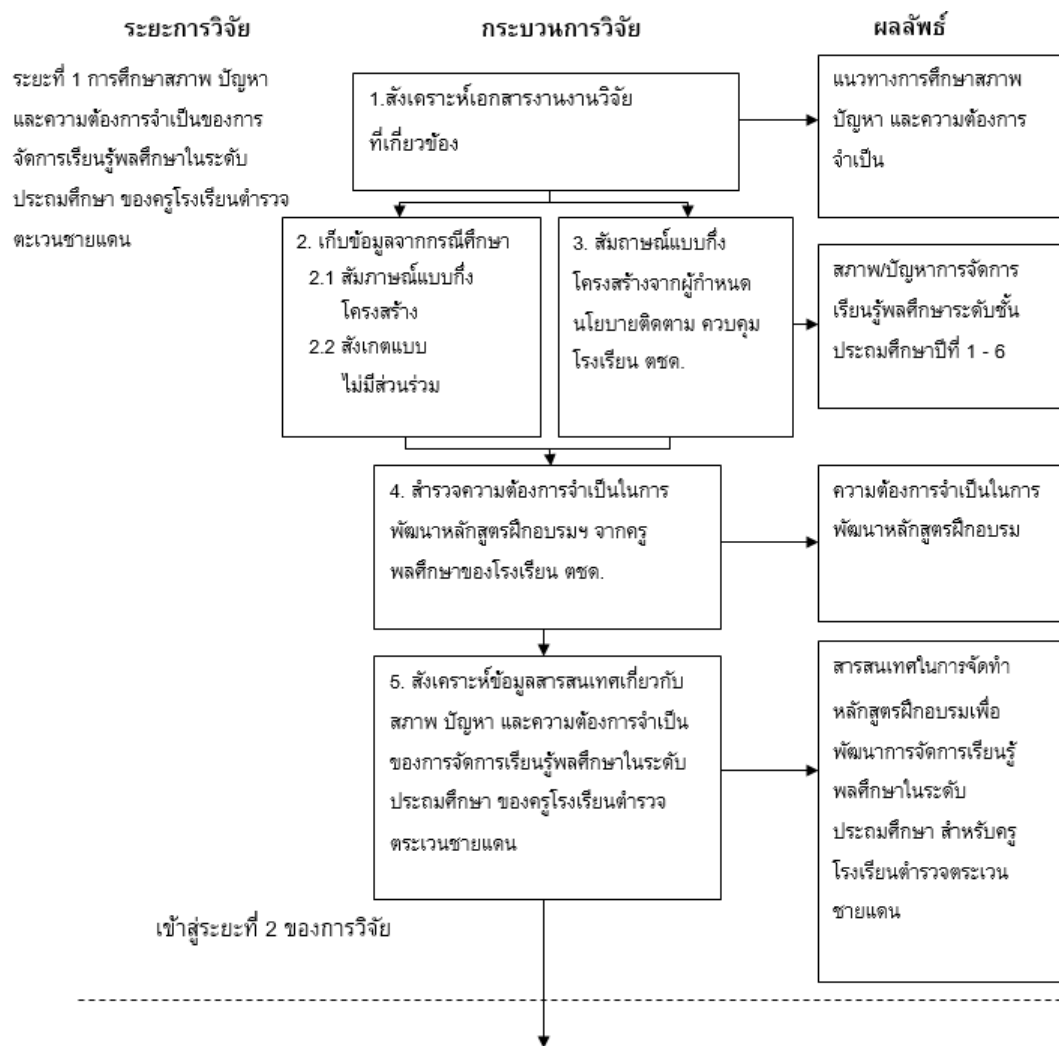 ระยะการวิจัย
กระบวนการวิจัย
ผลลัพธ์
ระยะที่ 1 การศึกษาสภาพ ปัญหา
และความต้องการจำเป็นของการ
จัดการเรียนรู้พลศึกษาในระดับ
ประถมศึกษา ของครูโรงเรียนตำรวจ
ตะเวนชายแดน
1.สังเคราะห์เอกสารงานงานวิจัย
ที่เกี่ยวข้อง
แนวทางการศึกษาสภาพ
ปัญหา และความต้องการ
จำเป็น
2. เก็บข้อมูลจากกรณีศึกษา
2.1 สัมภาษณ์แบบกึ่ง
โครงสร้าง
2.2 สังเกตแบบ
ไม่มีส่วนร่วม
3. สัมถาษณ์แบบกึ่ง
โครงสร้างจากผู้กำหนด
นโยบายติดตาม ควบคุม
โรงเรียน ตชด.
สภาพ/ปัญหาการจัดการ
เรียนรู้พลศึกษาระดับชั้น
ประถมศึกษาปีที่ 1 - 6
4. สำรวจความต้องการจำเป็นในการ
พัฒนาหลักสูตรฝึกอบรมฯ จากครู
พลศึกษาของโรงเรียน ตชด.
ความต้องการจำเป็นในการ
พัฒนาหลักสูตรฝึกอบรม
5. สังเคราะห์ข้อมูลสารสนเทศเกี่ยวกับ
สภาพ ปัญหา และความต้องการจำเป็น
ของการจัดการเรียนรู้พลศึกษาในระดับ
ประถมศึกษา ของครูโรงเรียนตำรวจ
ตระเวนชายแดน
สารสนเทศในการจัดทำ
หลักสูตรฝึกอบรมเพื่อ
พัฒนาการจัดการเรียนรู้
พลศึกษาในระดับ
ประถมศึกษา สำหรับครู
โรงเรียนตำรวจตระเวน
ชายแดน
เข้าสู่ระยะที่ 2 ของการวิจัย